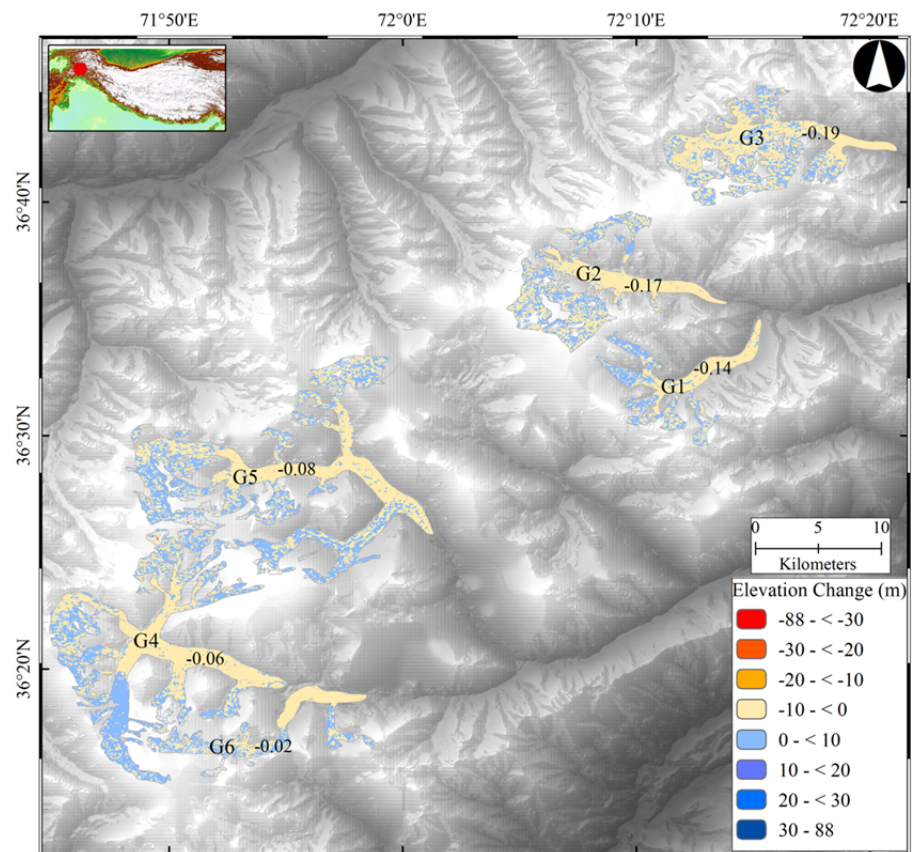 71°50'E 72°0'E 72°10'E 72°20'E
G3
-0.19
36°40'N
G2
-0.17
-0.14
G1
36°30'N
G5
-0.08
0 5 10
Kilometers
Elevation Change (m)
-88 - < -30
-30 - < -20
-20 - < -10
-10 - < 0
0 - < 10
10 - < 20
20 - < 30
30 - 88
G4
-0.06
36°20'N
G6
-0.02